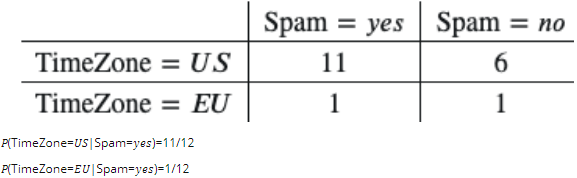 Spam = yes Spam = no
TimeZone = US 11 6
TimeZone = EU 1 1
P(TimeZone=US|Spam=yes)=11/12
P(TimeZone=EU|Spam=yes)=1/12